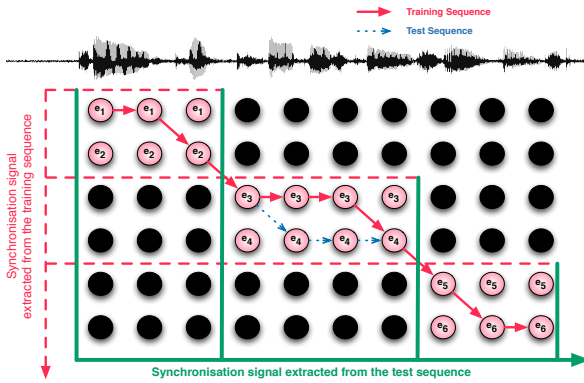 Training Sequence
Test Sequence
Synchronisation signal
extracted from the training sequence
e1 e1 e1
e2 e2 e2
e3 e3 e3 e3
e4 e4 e4 e4
e5 e5 e5
e6 e6 e6
Synchronisation signal extracted from the test sequence